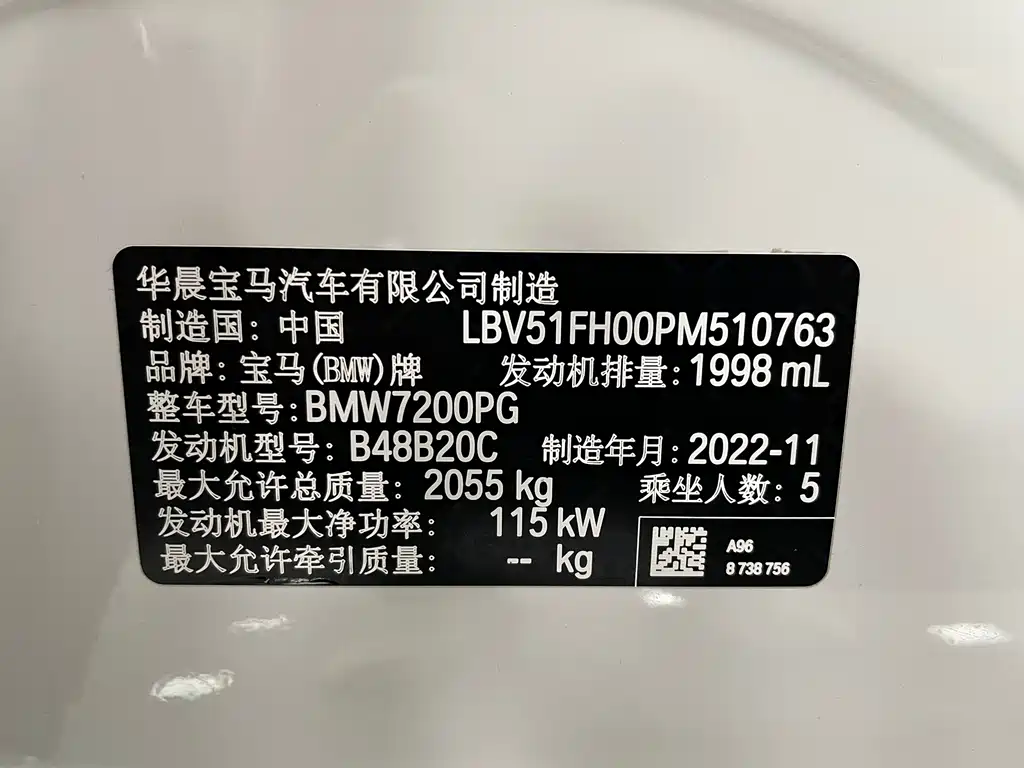 华晨宝马汽车有限公司制造
制造国：中国 LBV51FH00PM510763
品牌：宝马(BMW)牌 发动机排量：1998 mL
整车型号：BMW7200PG
发动机型号：B48B20C 制造年月：2022-11
最大允许总质量：2055 kg 乘坐人数：5
发动机最大净功率：115 kW
最大允许牵引质量：-- kg
A96
8 738 756